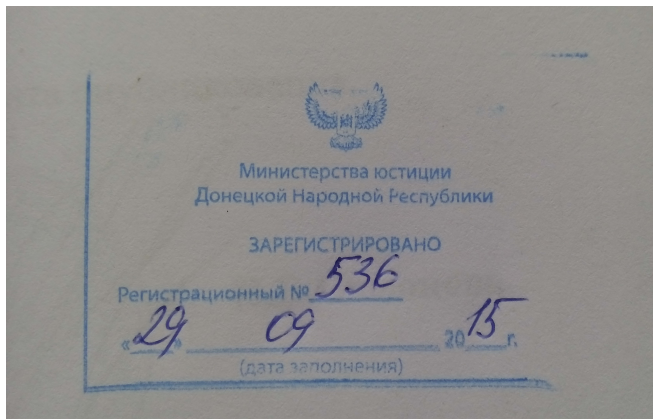 Министерства юстиции
Донецкой Народной Республики
ЗАРЕГИСТРИРОВАНО
Регистрационный № 536
«29» 09 2015 г.
(дата заполнения)